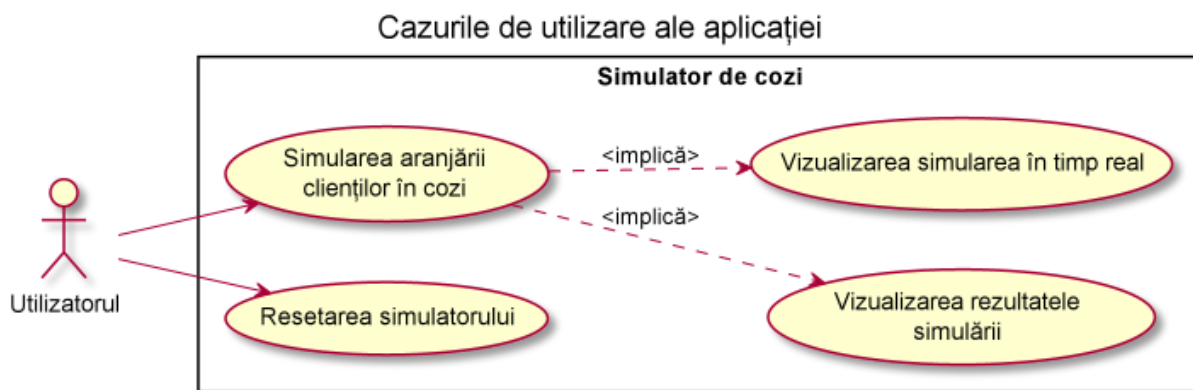 Cazurile de utilizare ale aplicației
Simulator de cozi
Simularea aranjării
clienților în cozi
<implică>
Vizualizarea simularea în timp real
<implică>
Utilizatorul
Resetarea simulatorului
Vizualizarea rezultatele
simulării